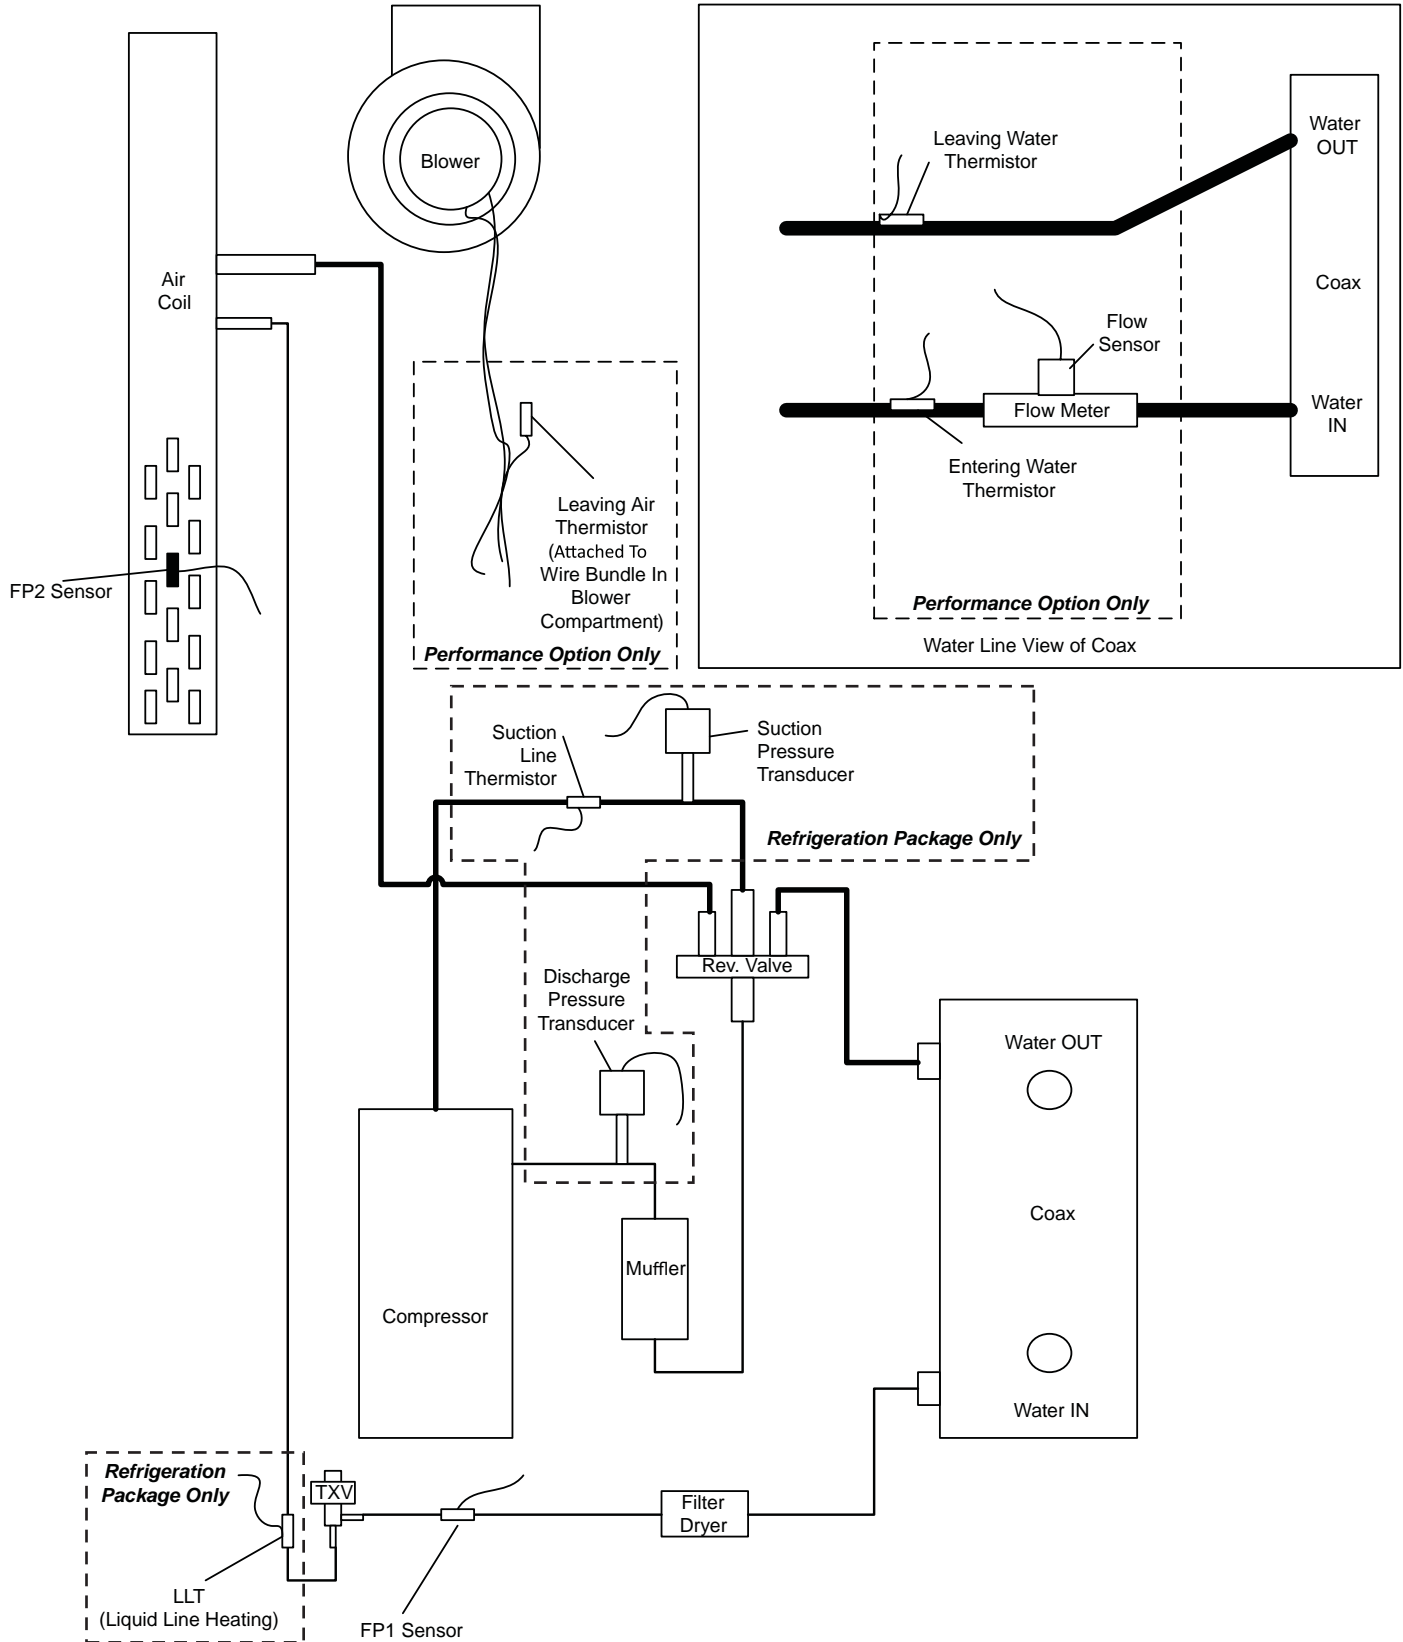 Blower
Air
Coil
FP2 Sensor
Leaving Air
Thermistor
(Attached To
Wire Bundle In
Blower
Compartment)
Performance Option Only
Leaving Water
Thermistor
Water
OUT
Coax
Flow
Sensor
Flow Meter
Water
IN
Entering Water
Thermistor
Performance Option Only
Water Line View of Coax
Suction
Line
Thermistor
Suction
Pressure
Transducer
Refrigeration Package Only
Rev. Valve
Discharge
Pressure
Transducer
Compressor
Muffler
Water OUT
Coax
Water IN
Refrigeration
Package Only
TXV
Filter
Dryer
LLT
(Liquid Line Heating)
FP1 Sensor